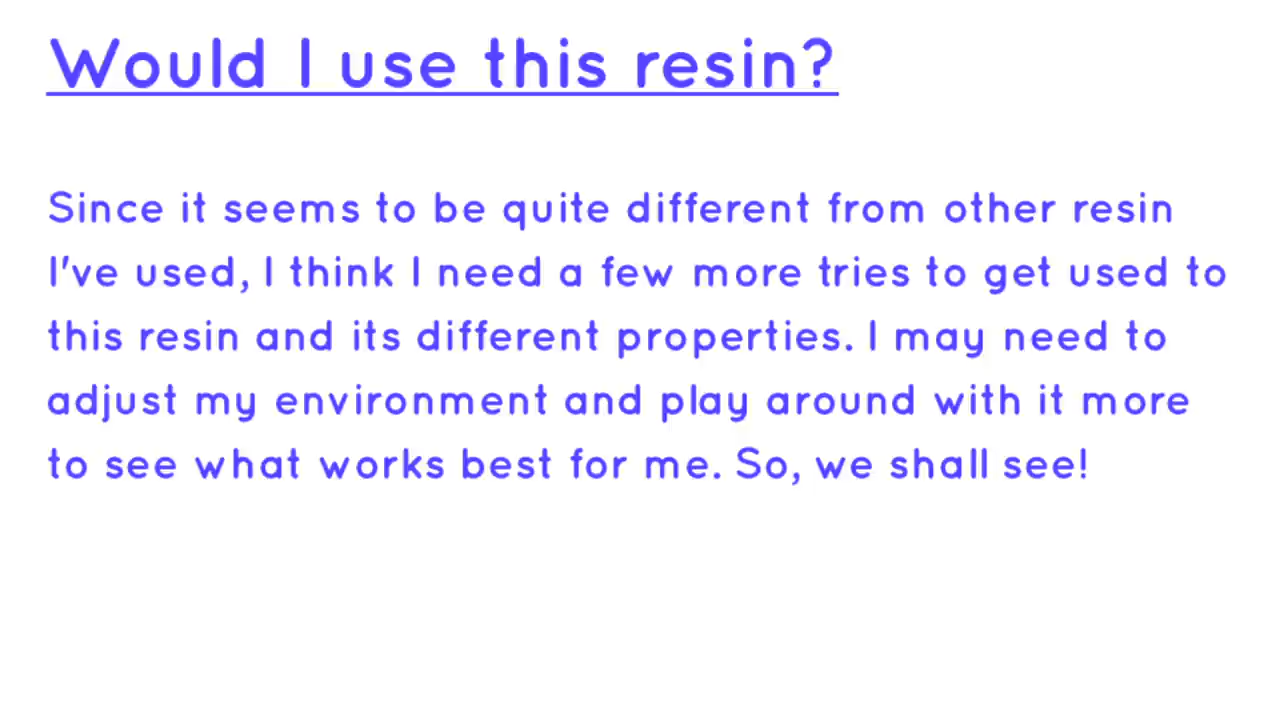 Would I use this resin?
Since it seems to be quite different from other resin
I've used, I think I need a few more tries to get used to
this resin and its different properties. I may need to
adjust my environment and play around with it more
to see what works best for me. So, we shall see!